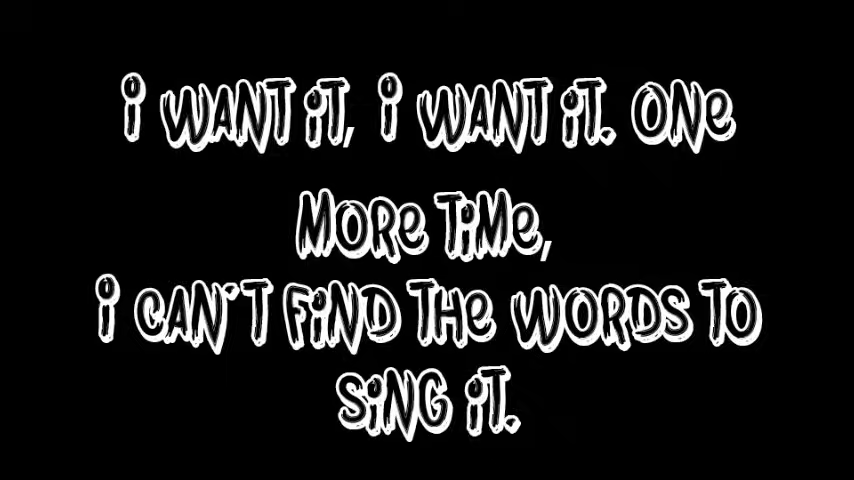 i WANT iT, i WANT iT. ONe
MORe TiMe,
i CAN'T FiND THe WORDS TO
SiNG iT.